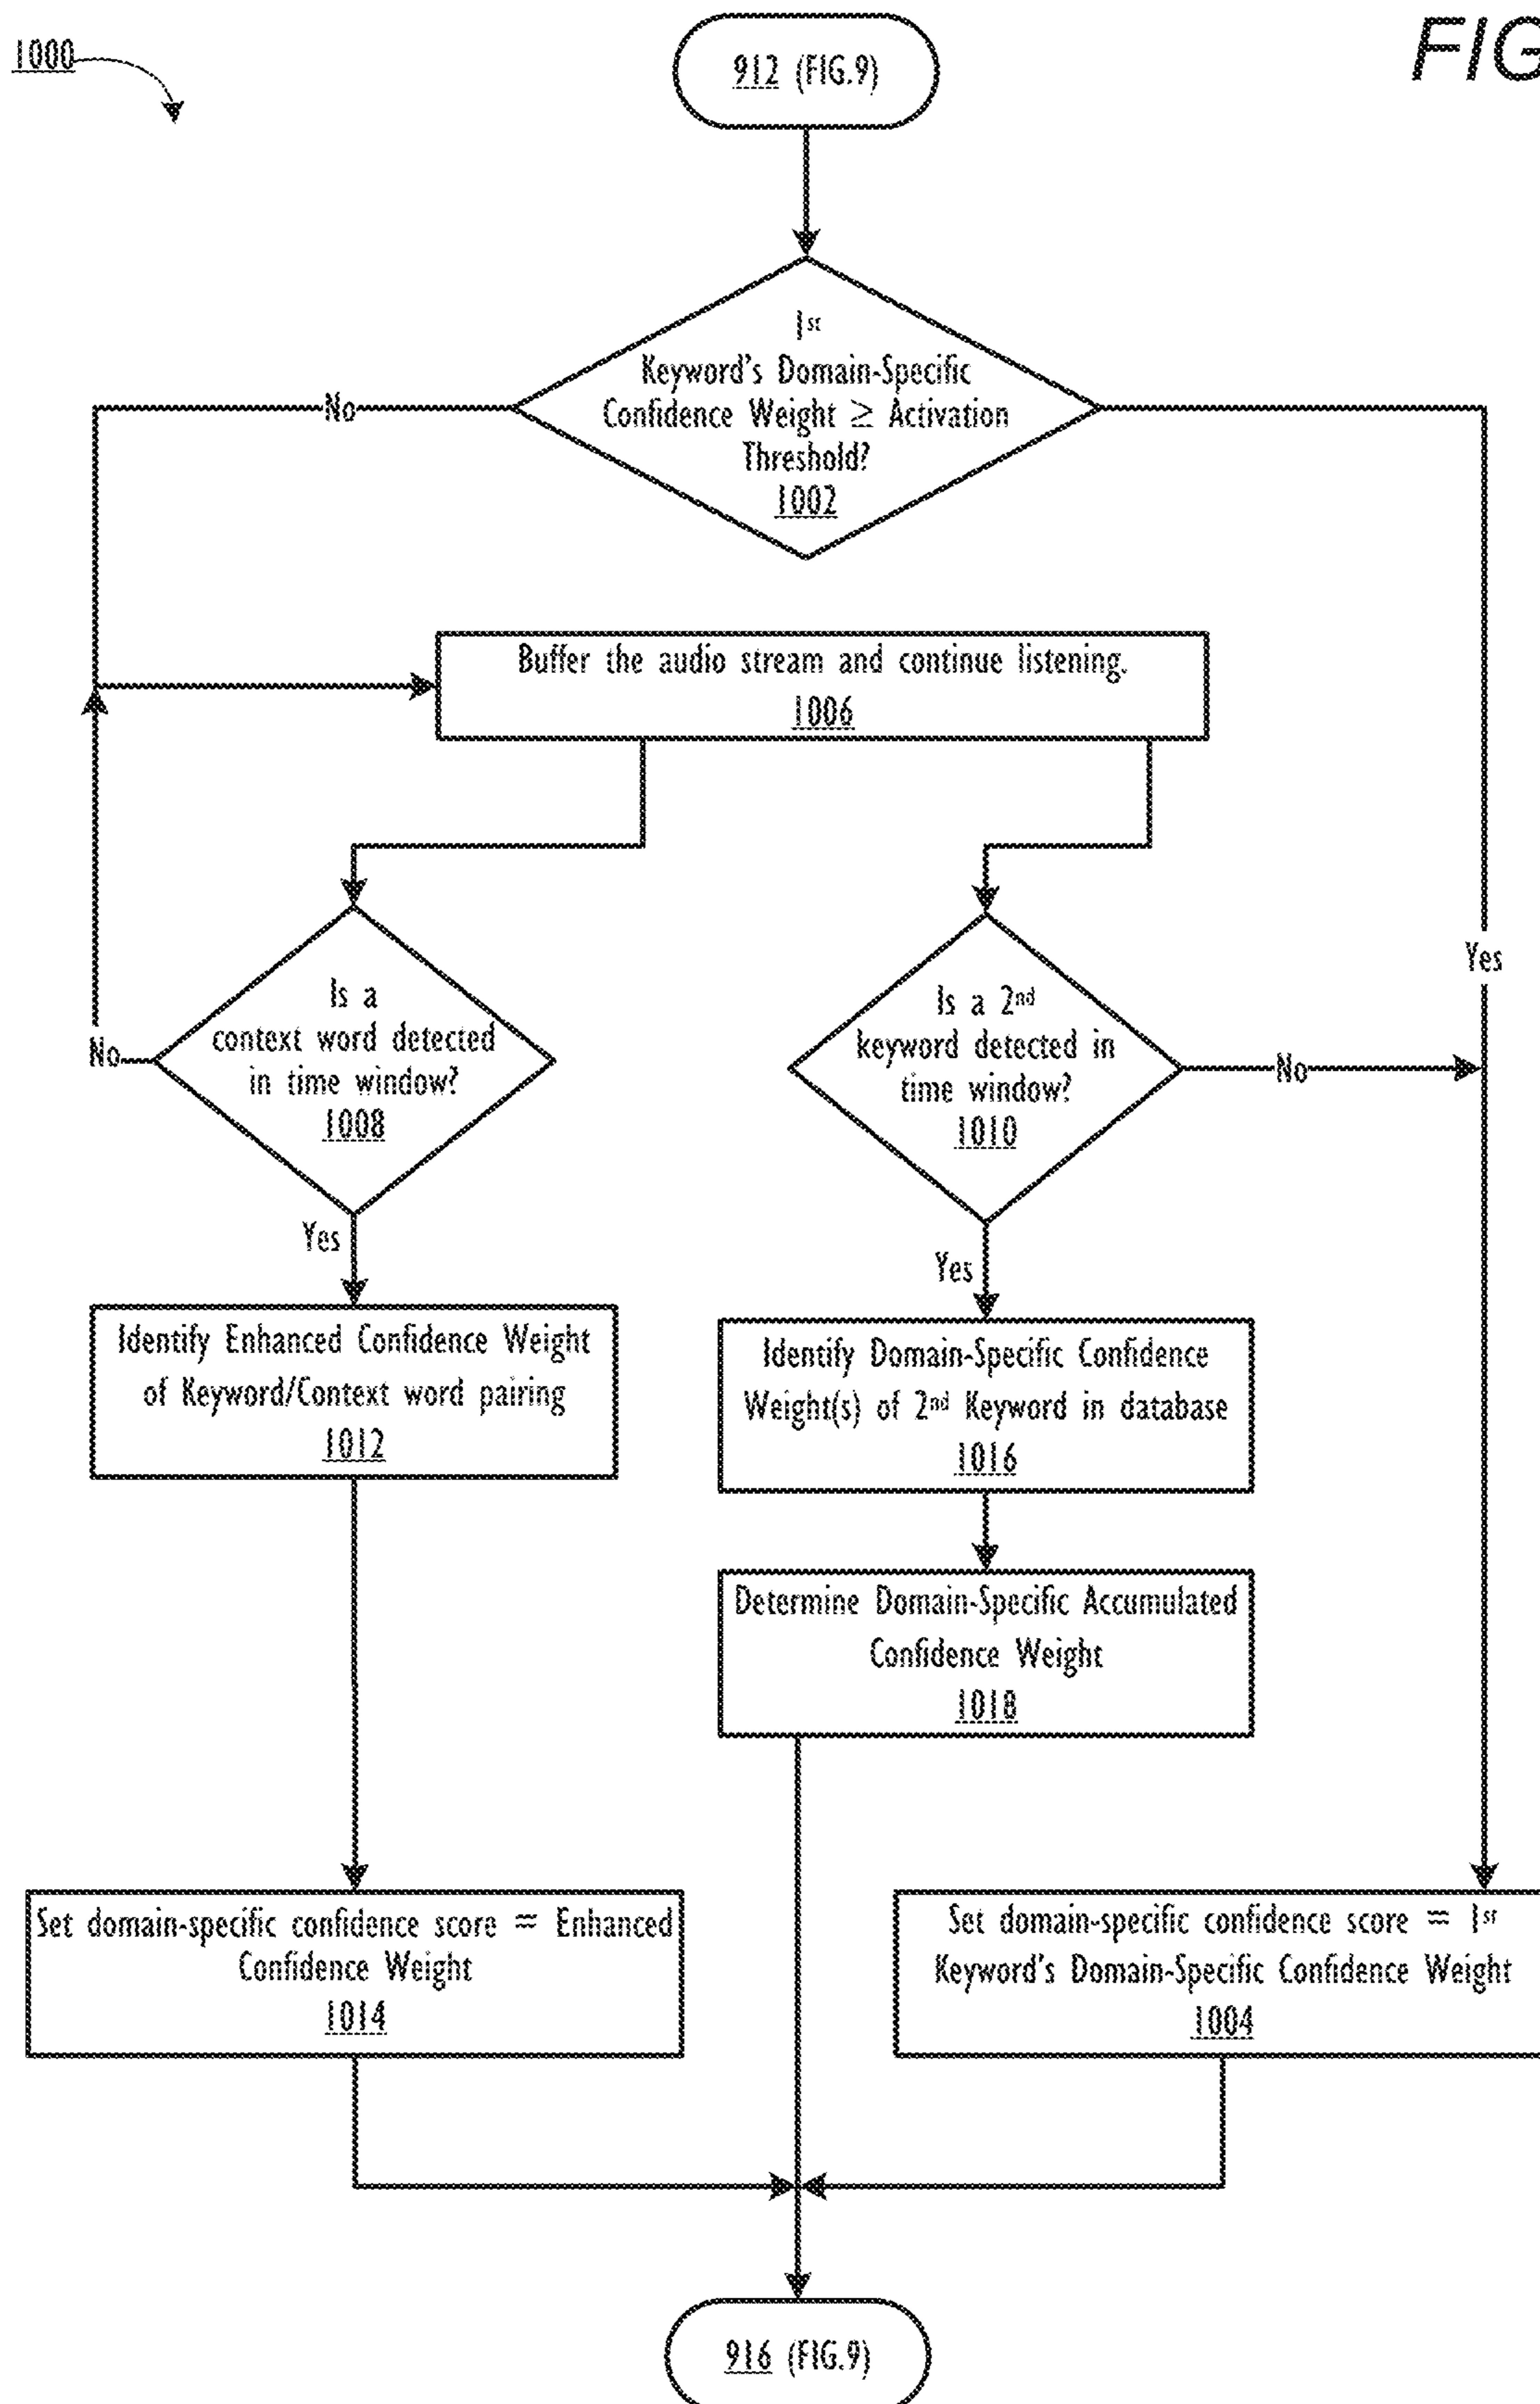 1000
912 (FIG.9)
FIG
1st
Keyword's Domain-Specific
Confidence Weight ≥ Activation
Threshold?
1002
No
Buffer the audio stream and continue listening.
1006
Yes
Is a
context word detected
in time window?
1008
No
Is a 2nd
keyword detected in
time window?
1010
No
Yes
Yes
Identify Enhanced Confidence Weight
of Keyword/Context word pairing
1012
Identify Domain-Specific Confidence
Weight(s) of 2nd Keyword in database
1016
Determine Domain-Specific Accumulated
Confidence Weight
1018
Set domain-specific confidence score = Enhanced
Confidence Weight
1014
Set domain-specific confidence score = 1st
Keyword's Domain-Specific Confidence Weight
1004
916 (FIG.9)